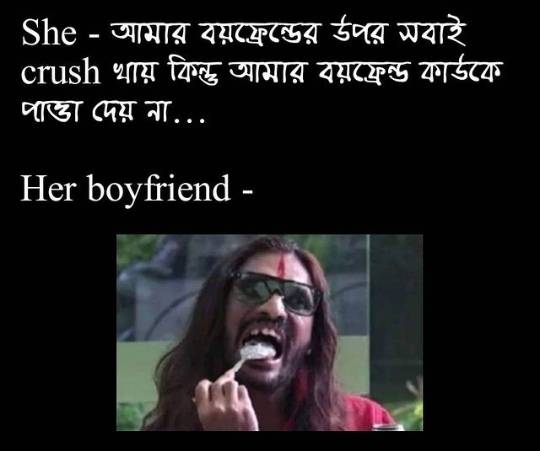 She - আমার বয়ফ্রেন্ডের উপর সবাই
crush খায় কিন্তু আমার বয়ফ্রেন্ড কাউকে
পাত্তা দেয় না...
Her boyfriend -